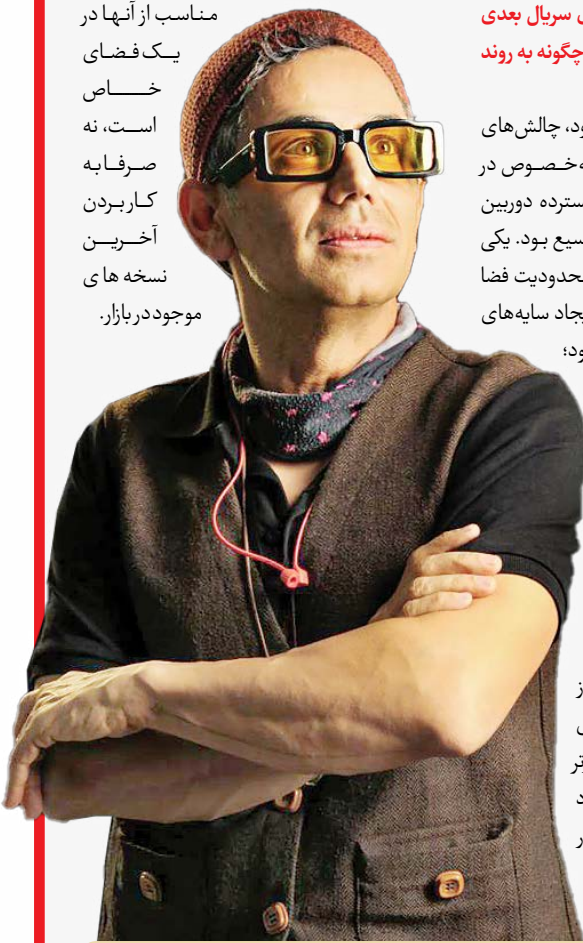 سریال بعدی
چگونه به روند
ود، چالش‌های
ه‌خصوص در
سترده دوربین
سیع بود. یکی
حدودیت فضا
یجاد سایه‌های
ود؛
ز
تر
د
ر
مناسب از آنها در
یک فضای
خاص
است، نه
صرفا به
کار بردن
آخرین
نسخه های
موجود در بازار.